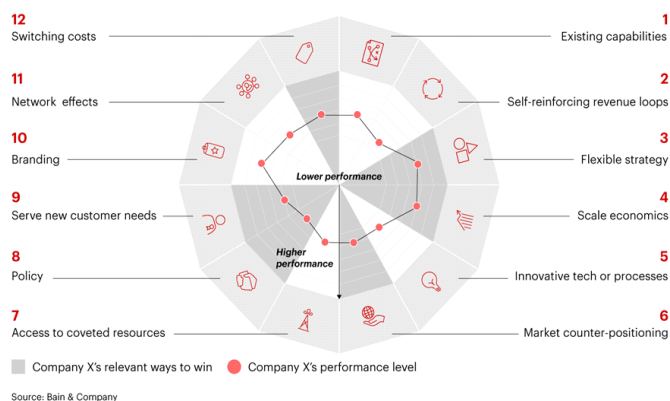 12
Switching costs
11
Network effects
10
Branding
9
Serve new customer needs
8
Policy
7
Access to coveted resources
1
Existing capabilities
2
Self-reinforcing revenue loops
3
Flexible strategy
4
Scale economics
5
Innovative tech or processes
6
Market counter-positioning
Lower performance
Higher
performance
Company X's relevant ways to win
Company X's performance level
Source: Bain & Company